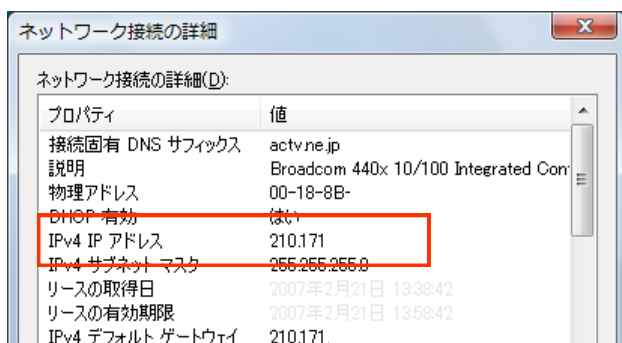 ネットワーク接続の詳細
ネットワーク接続の詳細(D):
プロパティ 値
接続固有 DNS サフィックス actv.ne.jp
説明 Broadcom 440x 10/100 Integrated Con
物理アドレス 00-18-8B-
DHCP 有効 はい
IPv4 IP アドレス 210.171
IPv4 サブネット マスク 255.255.255.0
リースの取得日 2007年2月21日 13:38:42
リースの有効期限 2007年2月21日 13:58:42
IPv4 デフォルト ゲートウェイ 210.171.